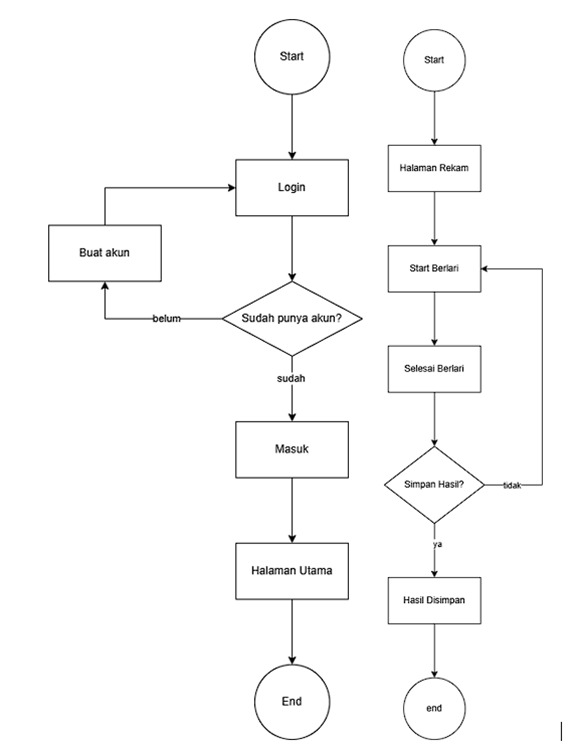 Start
Login
Buat akun
Sudah punya akun?
belum
sudah
Masuk
Halaman Utama
End
Start
Halaman Rekam
Start Berlari
Selesai Berlari
Simpan Hasil?
tidak
ya
Hasil Disimpan
end